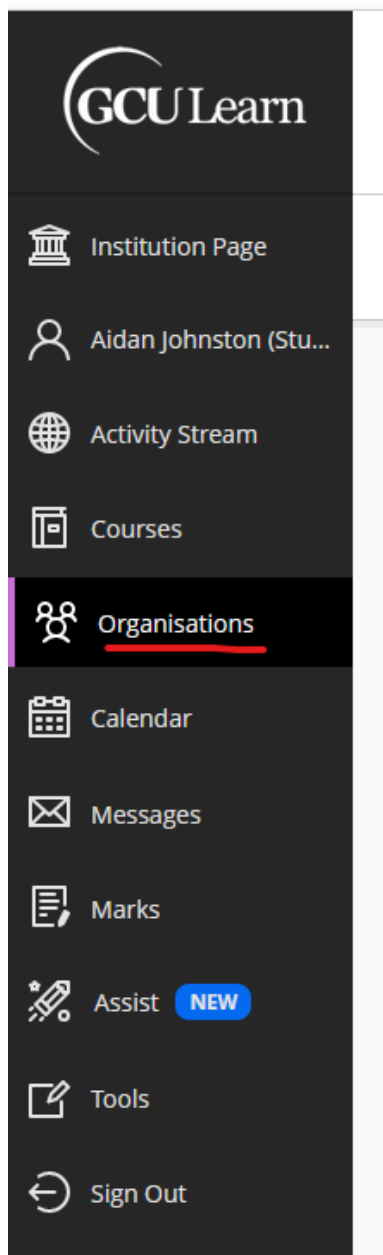 GCU Learn
Institution Page
Aidan Johnston (Stu...
Activity Stream
Courses
Organisations
Calendar
Messages
Marks
Assist NEW
Tools
Sign Out